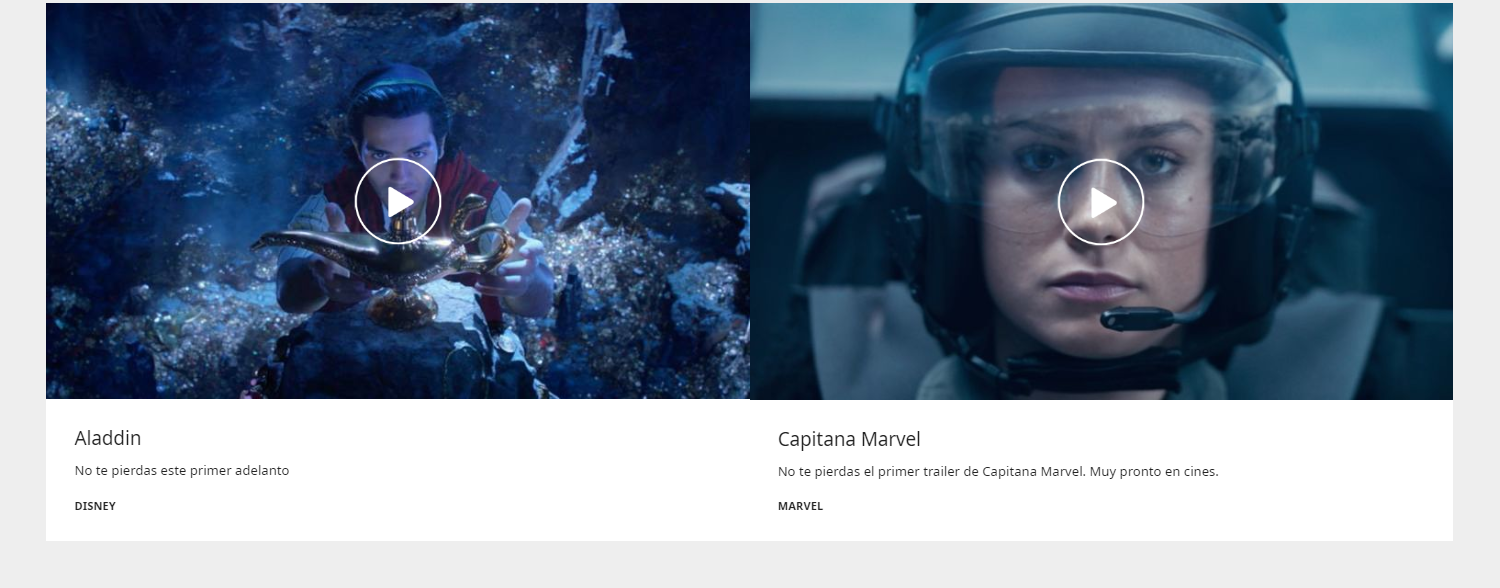 Aladdin
No te pierdas este primer adelanto
DISNEY
Capitana Marvel
No te pierdas el primer trailer de Capitana Marvel. Muy pronto en cines.
MARVEL